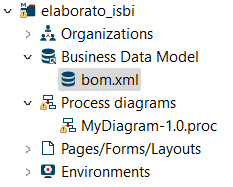 elaborato_isbi
Organizations
Business Data Model
bom.xml
Process diagrams
MyDiagram-1.0.proc
Pages/Forms/Layouts
Environments